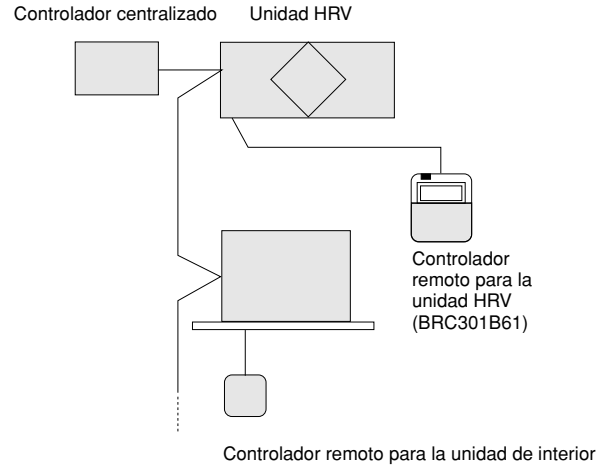 Controlador centralizado
Unidad HRV
Controlador
remoto para la
unidad HRV
(BRC301B61)
Controlador remoto para la unidad de interior